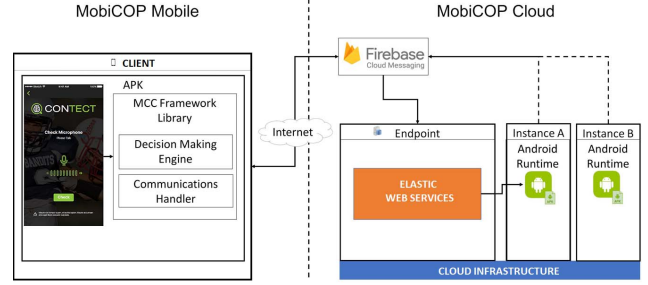 MobiCOP Mobile
MobiCOP Cloud
CLIENT
APK
CONTECT
Check Microphone
MCC Framework
Library
Decision Making
Engine
Communications
Handler
Internet
Firebase
Cloud Messaging
Endpoint
ELASTIC
WEB SERVICES
Instance A
Android
Runtime
Instance B
Android
Runtime
CLOUD INFRASTRUCTURE